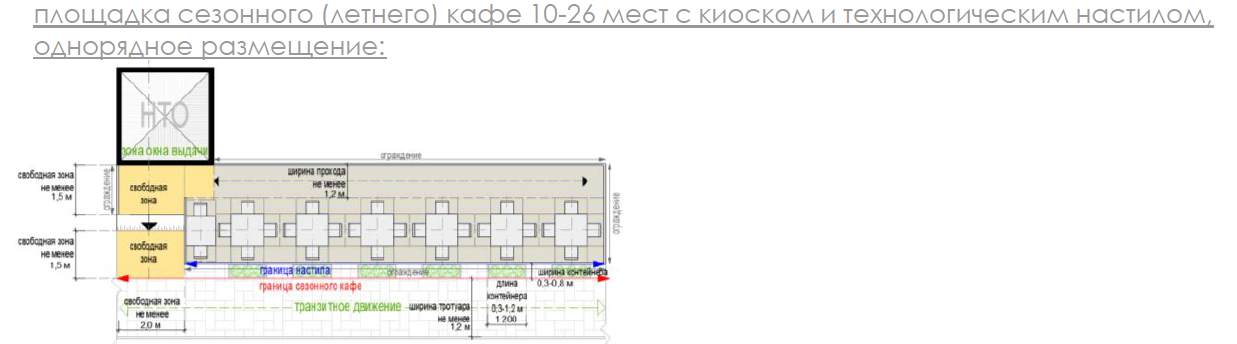 площадка сезонного (летнего) кафе 10-26 мест с киоском и технологическим настилом,
однорядное размещение:
НТО
зона окна выдачи
ограждение
свободная зона
не менее
1,5 м
ограждение
свободная
зона
ширина прохода
не менее
1,2 м
ограждение
свободная зона
не менее
1,5 м
свободная
зона
граница настила
ограждение
ширина контейнера
0,3-0,8 м
граница сезонного кафе
длина
контейнера
0,3-1,2 м
1 200
свободная зона
не менее
2,0 м
транзитное движение
ширина тротуара
не менее
1,2 м